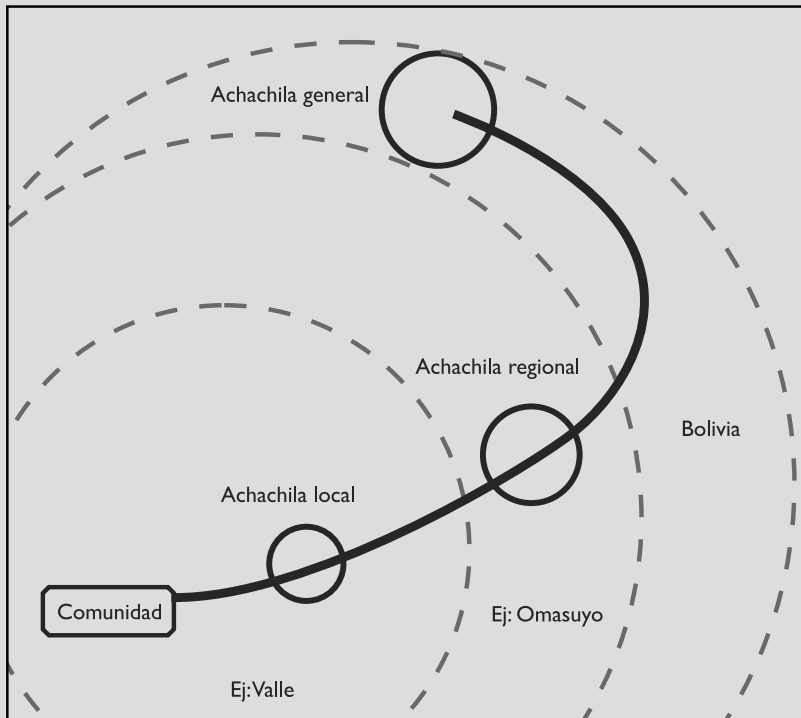 Achachila general
Achachila regional
Bolivia
Achachila local
Comunidad
Ej: Omasuyo
Ej:Valle